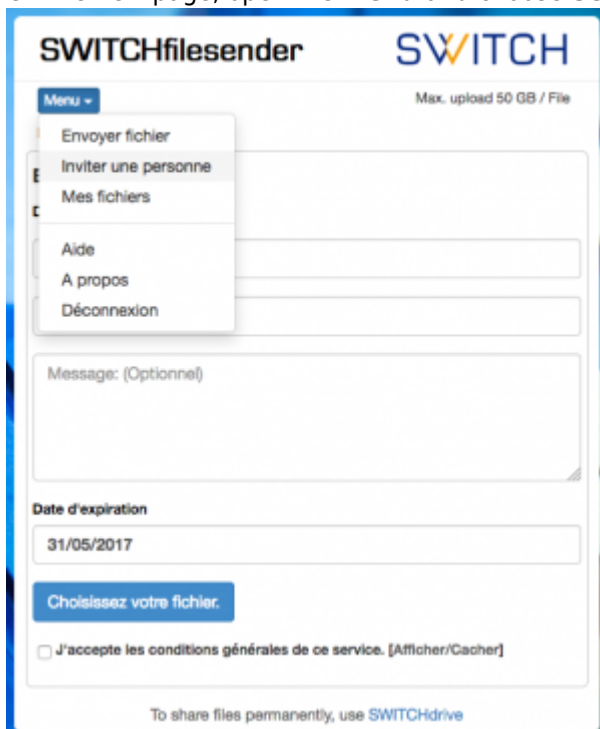 SWITCHfilesender SWITCH
Menu Max. upload 50 GB / File
Envoyer fichier
Inviter une personne
Mes fichiers
Aide
A propos
Déconnexion
Message: (Optionnel)
Date d'expiration
31/05/2017
Choisissez votre fichier.
J'accepte les conditions générales de ce service. [Afficher/Cacher]
To share files permanently, use SWITCHdrive